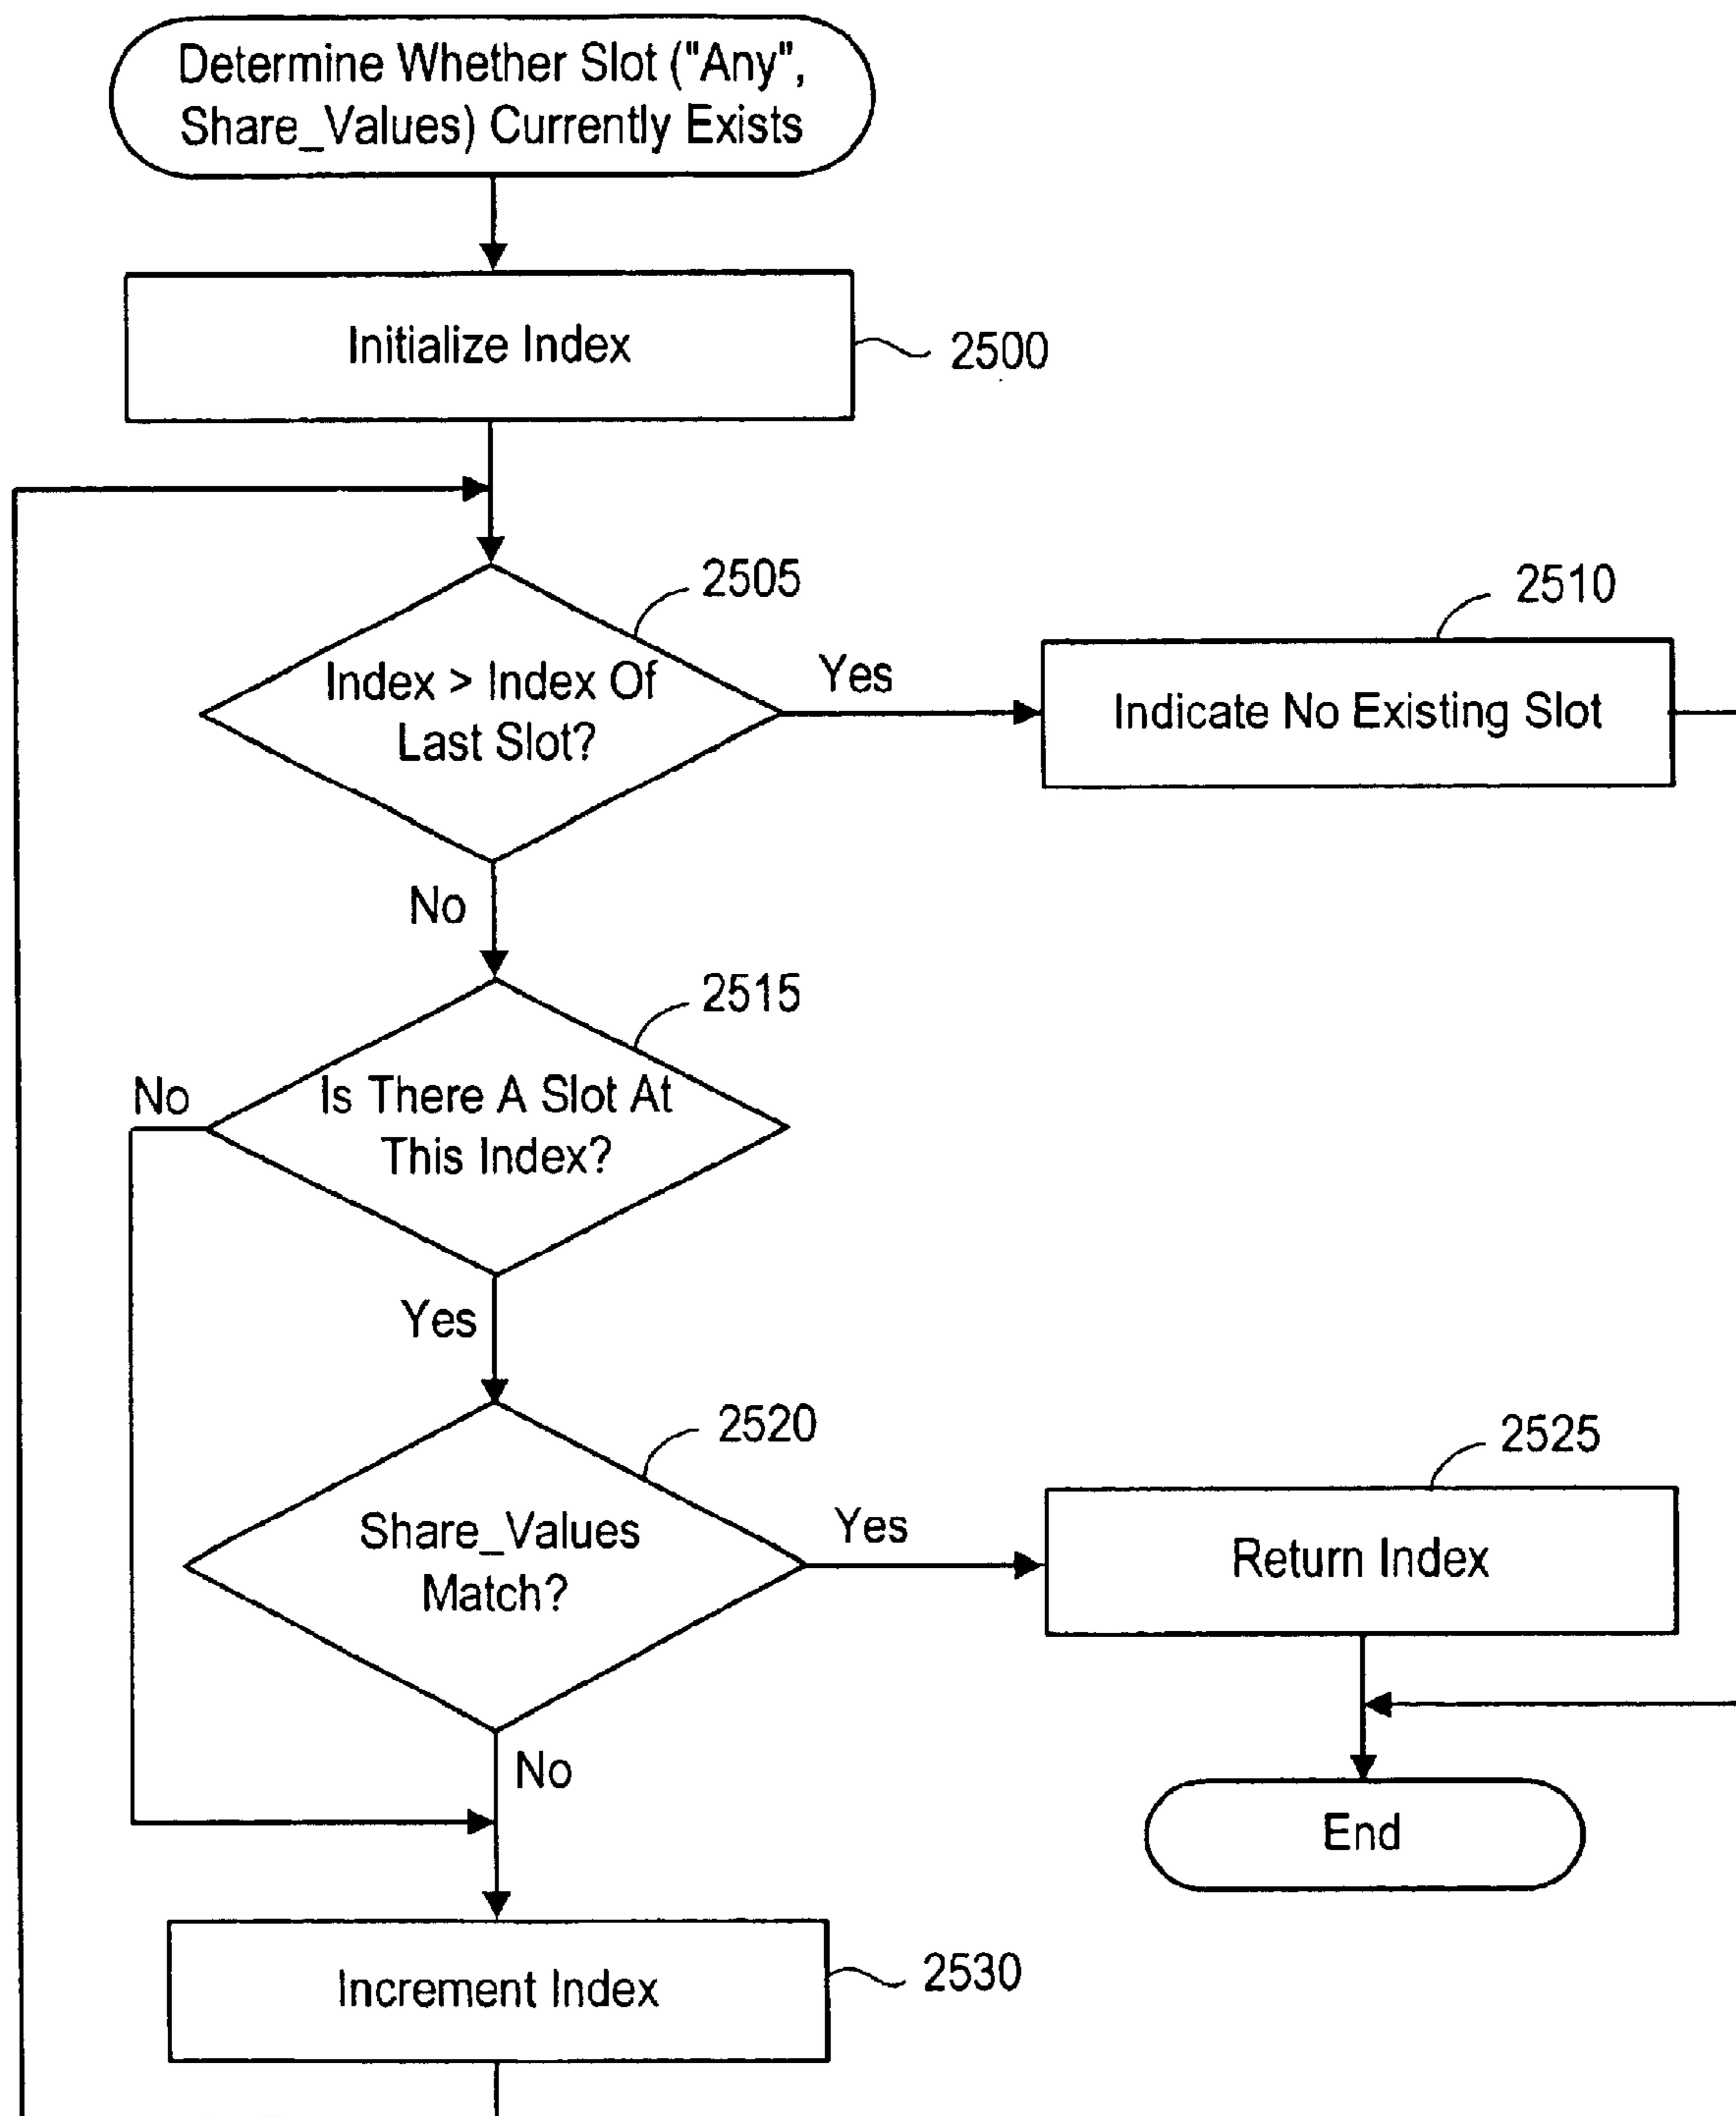 Determine Whether Slot ("Any",
Share_Values) Currently Exists
Initialize Index
2500
2505
Index > Index Of
Last Slot?
Yes
2510
Indicate No Existing Slot
No
2515
Is There A Slot At
This Index?
No
Yes
2520
Share_Values
Match?
Yes
2525
Return Index
No
End
Increment Index
2530